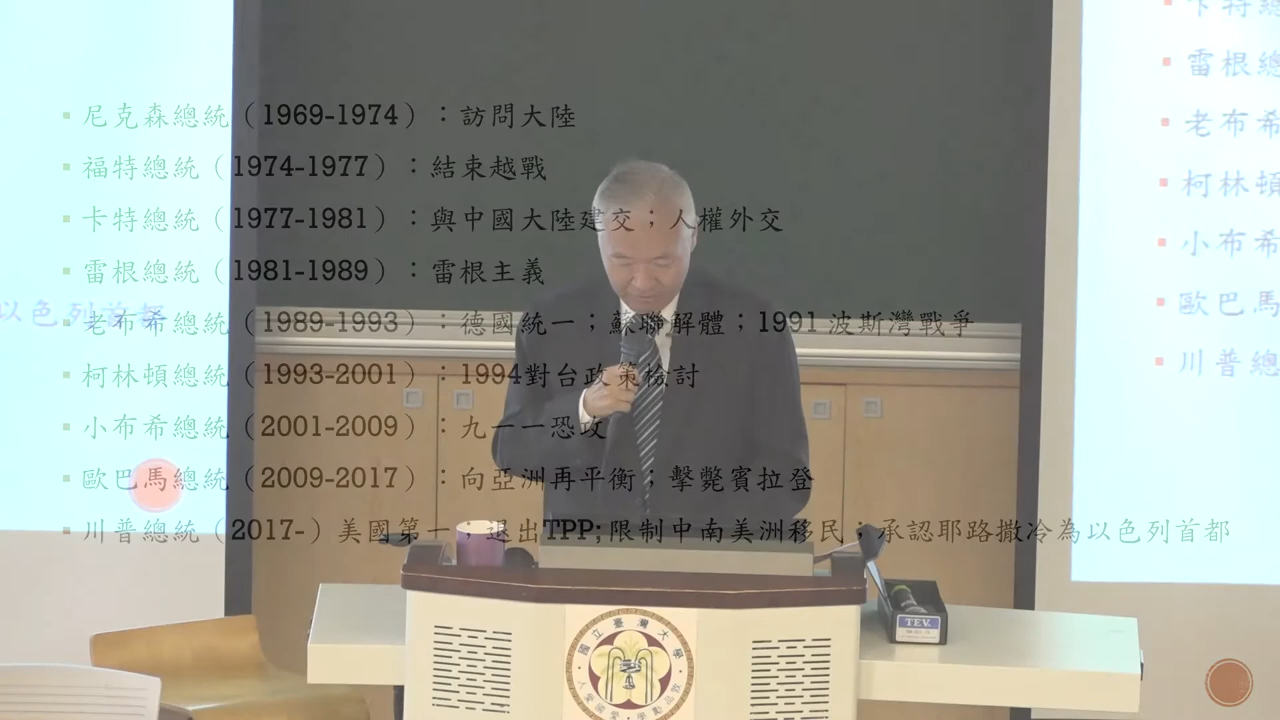 尼克森總統（1969-1974）：訪問大陸
福特總統（1974-1977）：結束越戰
卡特總統（1977-1981）：與中國大陸建交；人權外交
雷根總統（1981-1989）：雷根主義
老布希總統（1989-1993）：德國統一；蘇聯解體；1991 波斯灣戰爭
柯林頓總統（1993-2001）：1994對台政策檢討
小布希總統（2001-2009）：九一一恐攻
歐巴馬總統（2009-2017）：向亞洲再平衡；擊斃賓拉登
川普總統（2017-）美國第一；退出TPP;限制中南美洲移民；承認耶路撒冷為以色列首都
以色列首都
卡特總
雷根總
老布希
柯林頓
小布希
歐巴馬
川普總
TEV.
國立臺灣大學